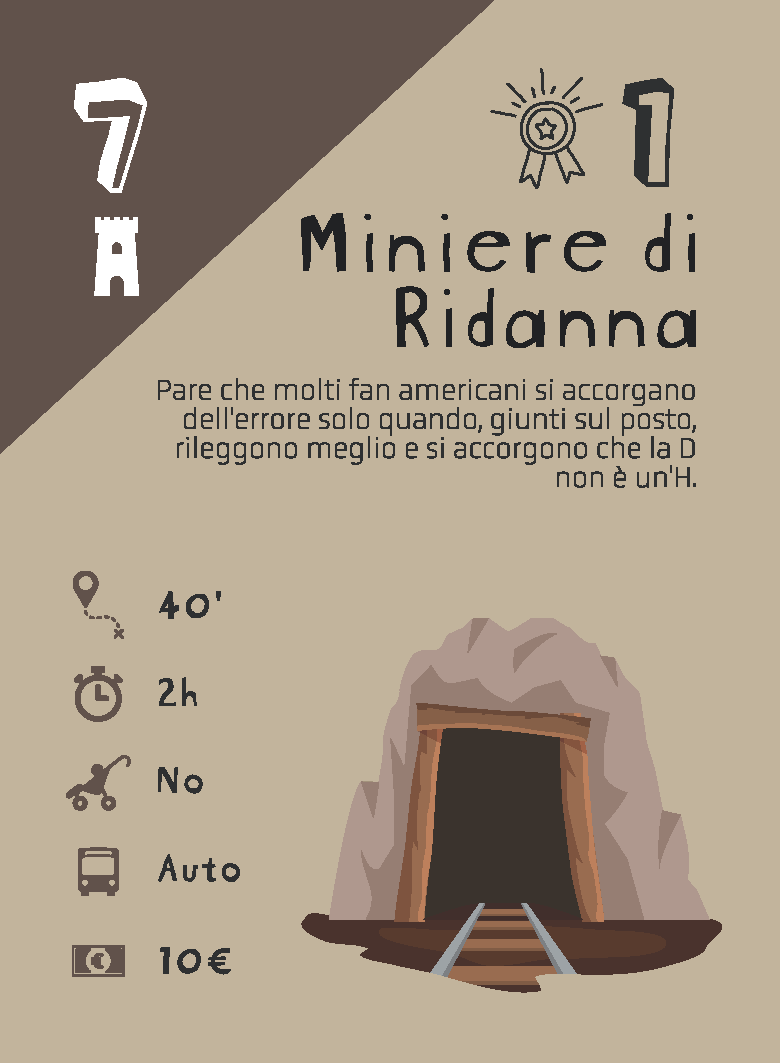 7
1
Miniere di
Ridanna
Pare che molti fan americani si accorgano
dell'errore solo quando, giunti sul posto,
rileggono meglio e si accorgono che la D
non è un'H.
40'
2h
No
Auto
10€